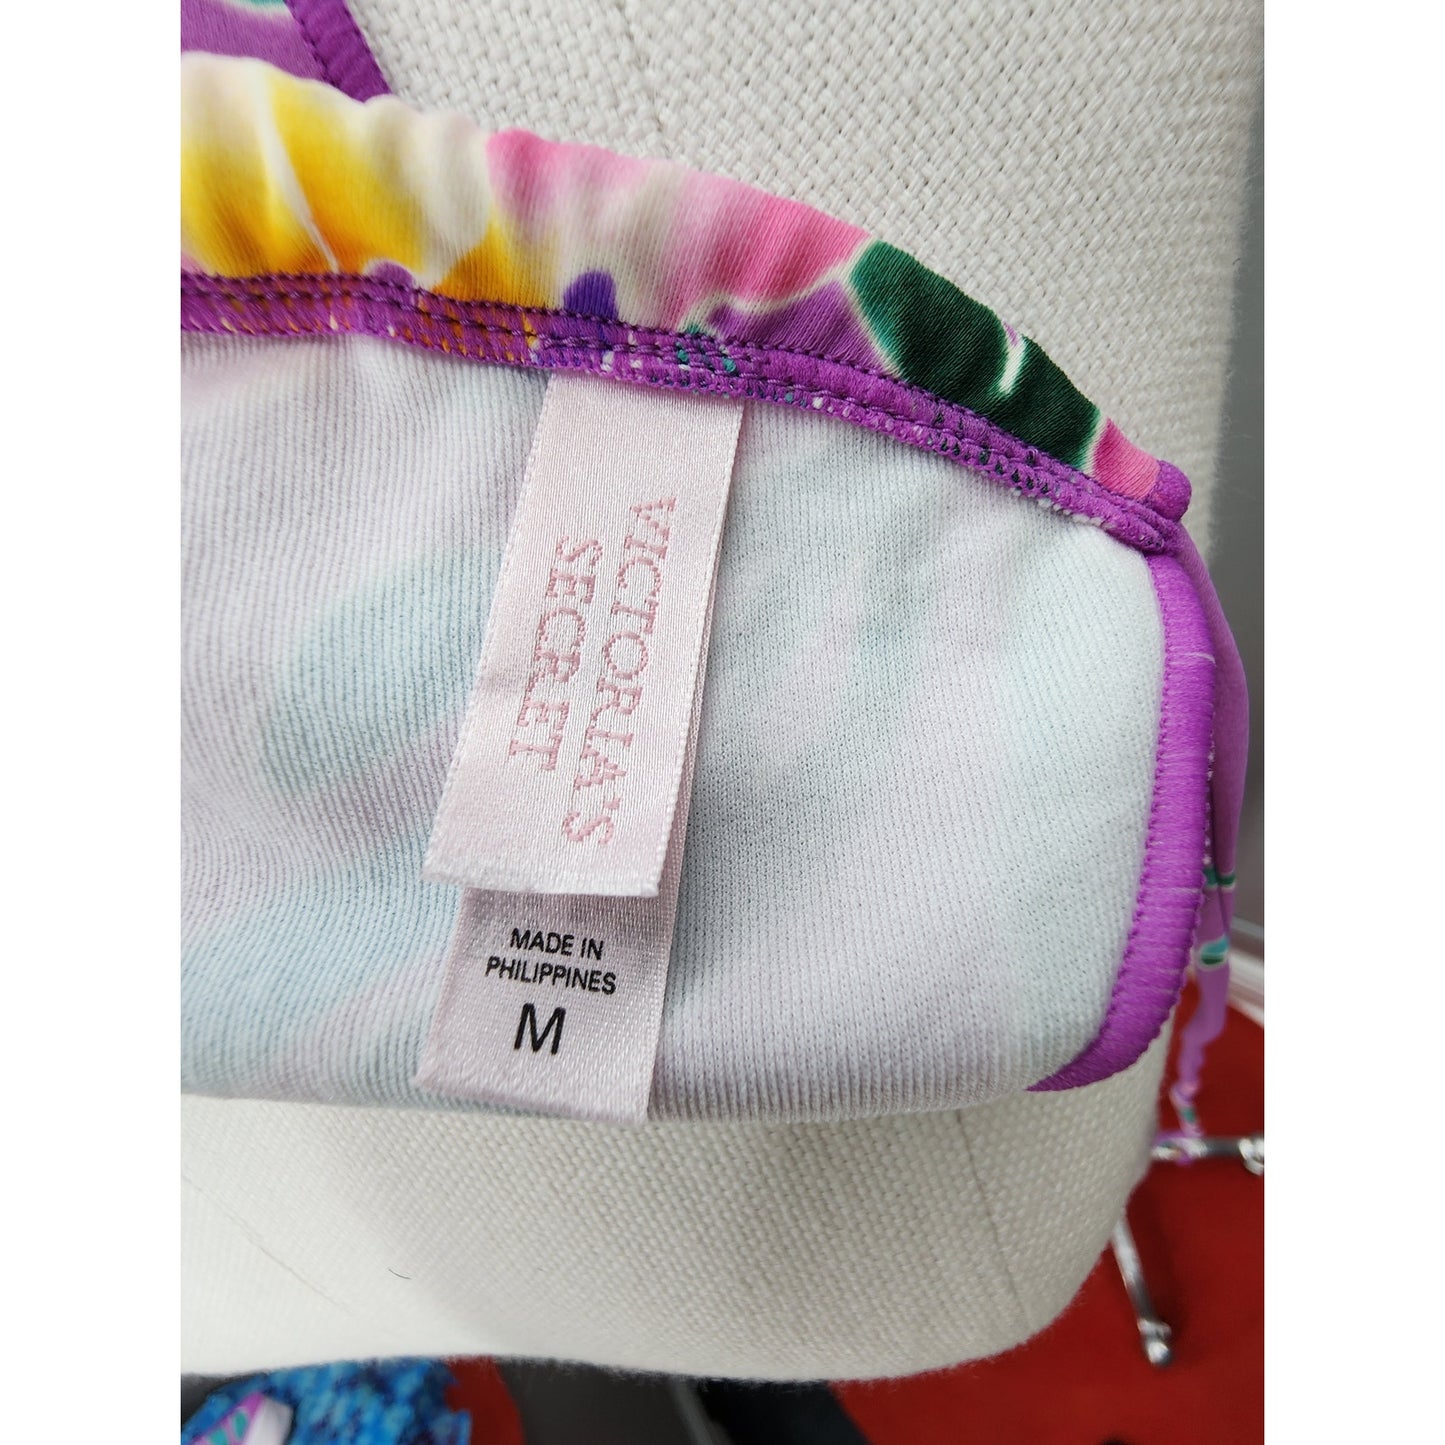 VICTORIA'S
SECRET
MADE IN
PHILIPPINES
M